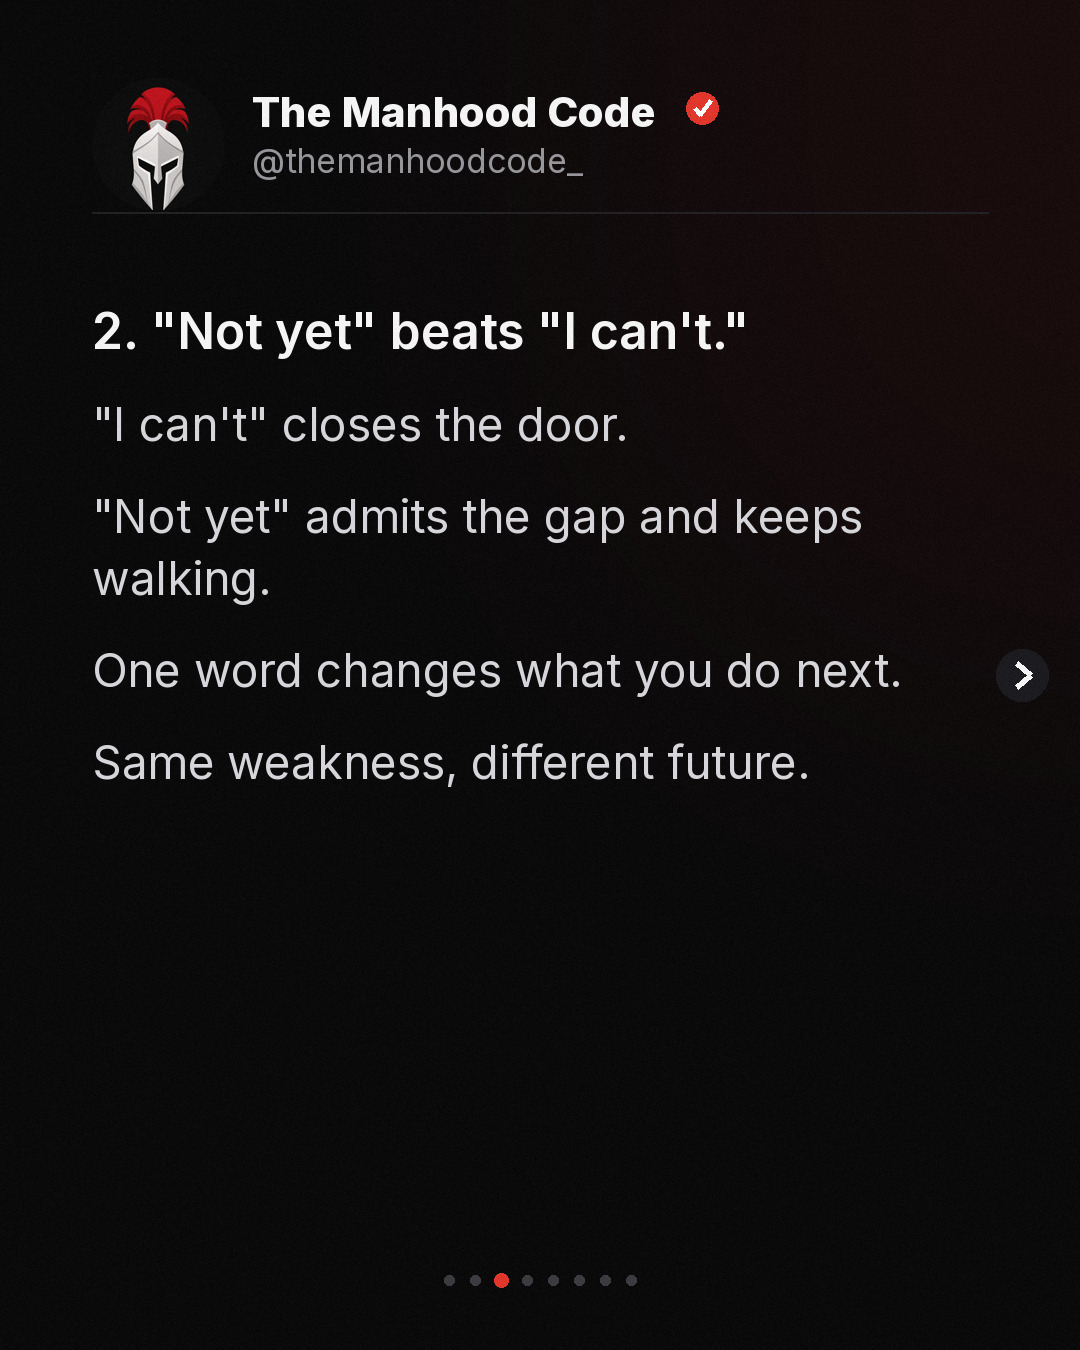 The Manhood Code
@themanhoodcode_
2. "Not yet" beats "I can't."
"I can't" closes the door.
"Not yet" admits the gap and keeps
walking.
One word changes what you do next.
Same weakness, different future.